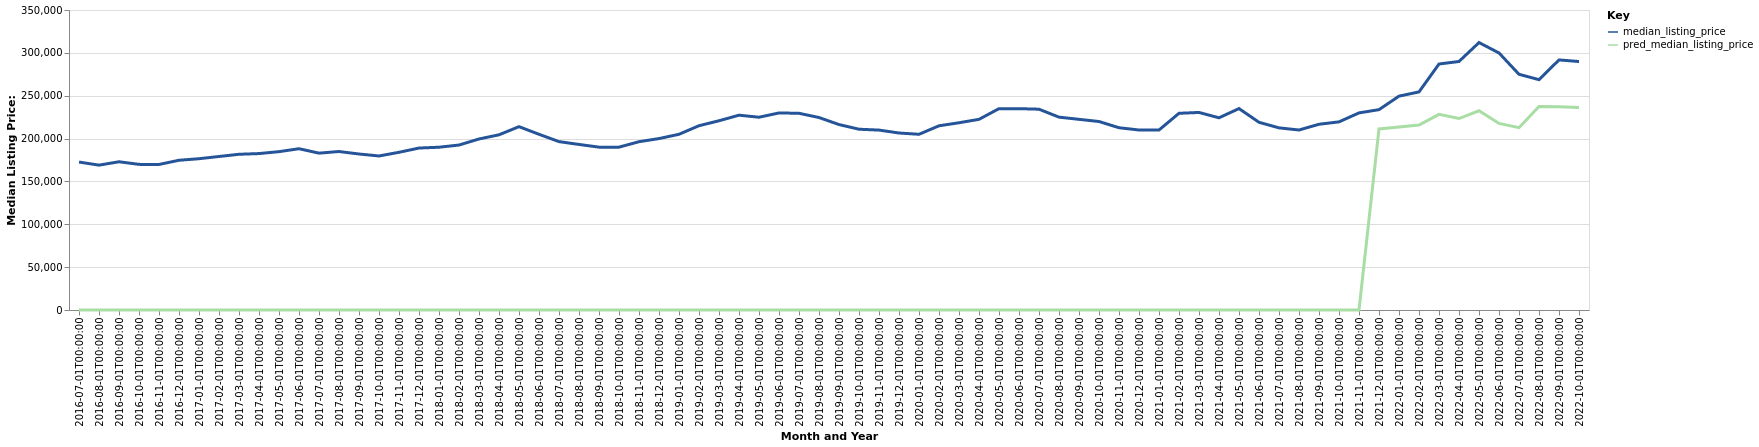 350,000
300,000
250,000
200,000
150,000
100,000
50,000
0
Median Listing Price:
2016-07-01T00:00:00
2016-08-01T00:00:00
2016-09-01T00:00:00
2016-10-01T00:00:00
2016-11-01T00:00:00
2016-12-01T00:00:00
2017-01-01T00:00:00
2017-02-01T00:00:00
2017-03-01T00:00:00
2017-04-01T00:00:00
2017-05-01T00:00:00
2017-06-01T00:00:00
2017-07-01T00:00:00
2017-08-01T00:00:00
2017-09-01T00:00:00
2017-10-01T00:00:00
2017-11-01T00:00:00
2017-12-01T00:00:00
2018-01-01T00:00:00
2018-02-01T00:00:00
2018-03-01T00:00:00
2018-04-01T00:00:00
2018-05-01T00:00:00
2018-06-01T00:00:00
2018-07-01T00:00:00
2018-08-01T00:00:00
2018-09-01T00:00:00
2018-10-01T00:00:00
2018-11-01T00:00:00
2018-12-01T00:00:00
2019-01-01T00:00:00
2019-02-01T00:00:00
2019-03-01T00:00:00
2019-04-01T00:00:00
2019-05-01T00:00:00
2019-06-01T00:00:00
2019-07-01T00:00:00
2019-08-01T00:00:00
2019-09-01T00:00:00
2019-10-01T00:00:00
2019-11-01T00:00:00
2019-12-01T00:00:00
2020-01-01T00:00:00
2020-02-01T00:00:00
2020-03-01T00:00:00
2020-04-01T00:00:00
2020-05-01T00:00:00
2020-06-01T00:00:00
2020-07-01T00:00:00
2020-08-01T00:00:00
2020-09-01T00:00:00
2020-10-01T00:00:00
2020-11-01T00:00:00
2020-12-01T00:00:00
2021-01-01T00:00:00
2021-02-01T00:00:00
2021-03-01T00:00:00
2021-04-01T00:00:00
2021-05-01T00:00:00
2021-06-01T00:00:00
2021-07-01T00:00:00
2021-08-01T00:00:00
2021-09-01T00:00:00
2021-10-01T00:00:00
2021-11-01T00:00:00
2021-12-01T00:00:00
2022-01-01T00:00:00
2022-02-01T00:00:00
2022-03-01T00:00:00
2022-04-01T00:00:00
2022-05-01T00:00:00
2022-06-01T00:00:00
2022-07-01T00:00:00
2022-08-01T00:00:00
2022-09-01T00:00:00
2022-10-01T00:00:00
Month and Year
Key
median_listing_price
pred_median_listing_price